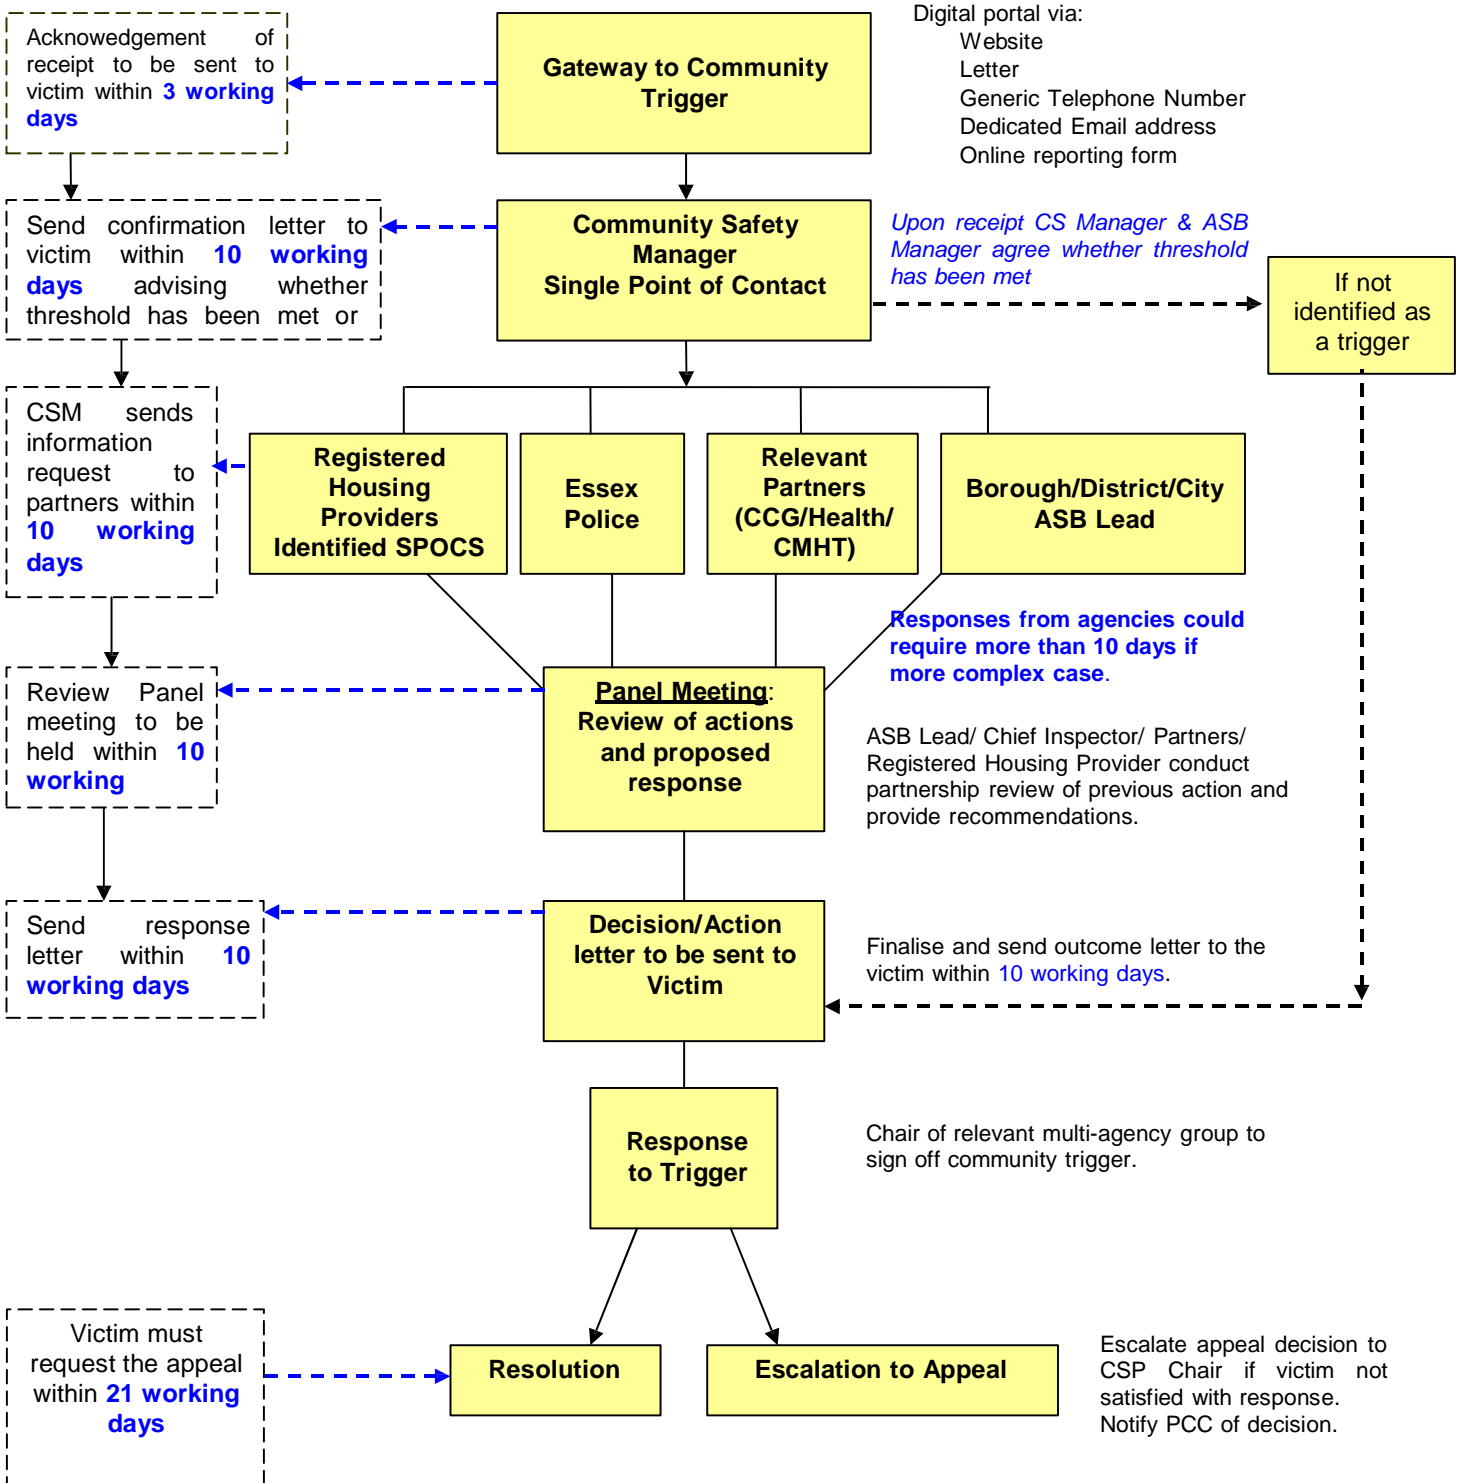 Digital portal via:
Website
Letter
Generic Telephone Number
Dedicated Email address
Online reporting form
Acknowedgement of
receipt to be sent to
victim within 3 working
days
Gateway to Community
Trigger
Send confirmation letter to
victim within 10 working
days advising whether
threshold has been met or
Community Safety
Manager
Single Point of Contact
Upon receipt CS Manager & ASB
Manager agree whether threshold
has been met
If not
identified as
a trigger
CSM sends
information
request to
partners within
10 working
days
Registered
Housing
Providers
Identified SPOCS
Essex
Police
Relevant
Partners
(CCG/Health/
CMHT)
Borough/District/City
ASB Lead
Responses from agencies could
require more than 10 days if
more complex case.
Review Panel
meeting to be
held within 10
working
Panel Meeting:
Review of actions
and proposed
response
ASB Lead/ Chief Inspector/ Partners/
Registered Housing Provider conduct
partnership review of previous action and
provide recommendations.
Send response
letter within 10
working days
Decision/Action
letter to be sent to
Victim
Finalise and send outcome letter to the
victim within 10 working days.
Response
to Trigger
Chair of relevant multi-agency group to
sign off community trigger.
Victim must
request the appeal
within 21 working
days
Resolution
Escalation to Appeal
Escalate appeal decision to
CSP Chair if victim not
satisfied with response.
Notify PCC of decision.